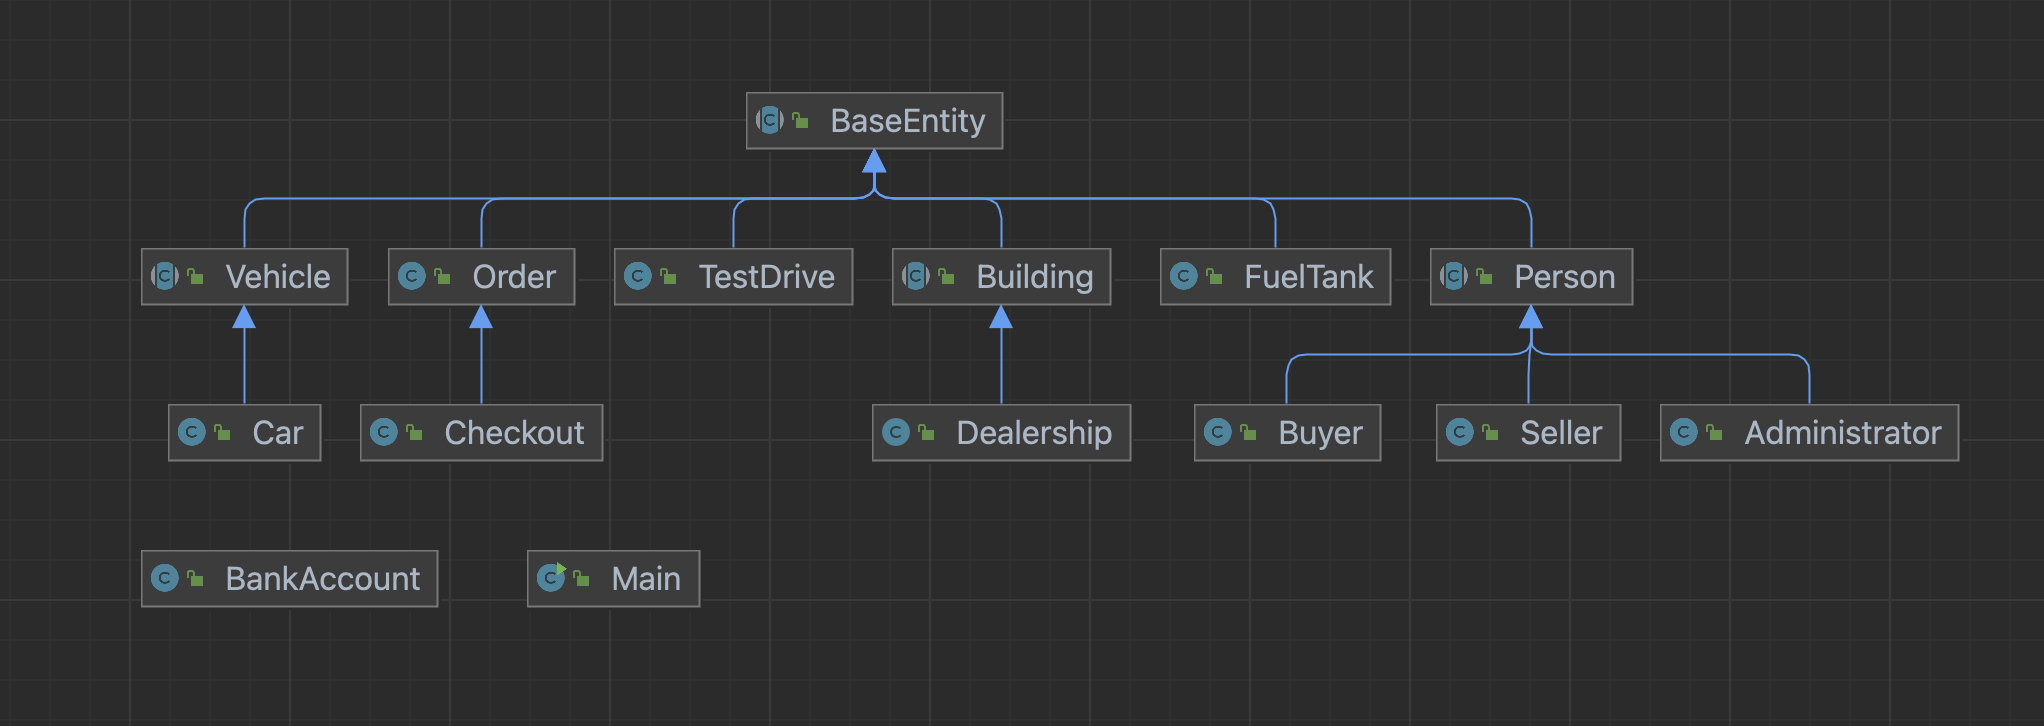 BaseEntity
Vehicle
Order
TestDrive
Building
FuelTank
Person
Car
Checkout
Dealership
Buyer
Seller
Administrator
BankAccount
Main